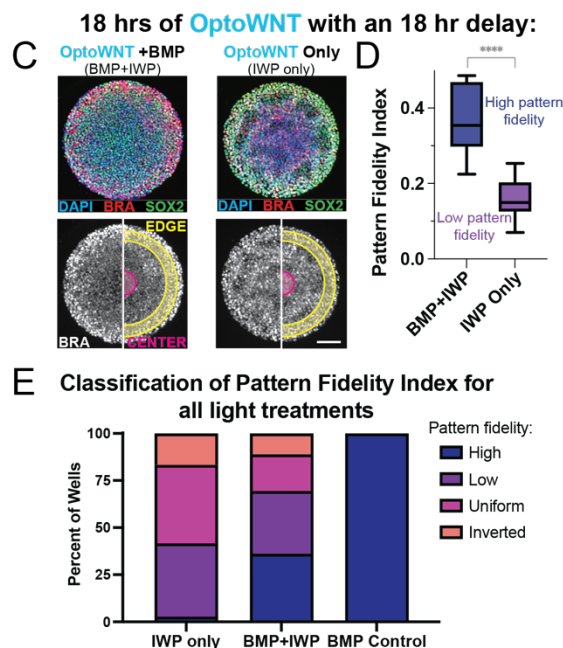 18 hrs of OptoWNT with an 18 hr delay:
C
OptoWNT +BMP
(BMP+IWP)
OptoWNT Only
(IWP only)
DAPI BRA SOX2
DAPI BRA SOX2
EDGE
BRA
CENTER
D
****
Pattern Fidelity Index
0.4
0.2
0.0
High pattern
fidelity
Low pattern
fidelity
BMP+IWP
IWP Only
E
Classification of Pattern Fidelity Index for
all light treatments
Percent of Wells
100
75
50
25
0
IWP only
BMP+IWP
BMP Control
Pattern fidelity:
High
Low
Uniform
Inverted